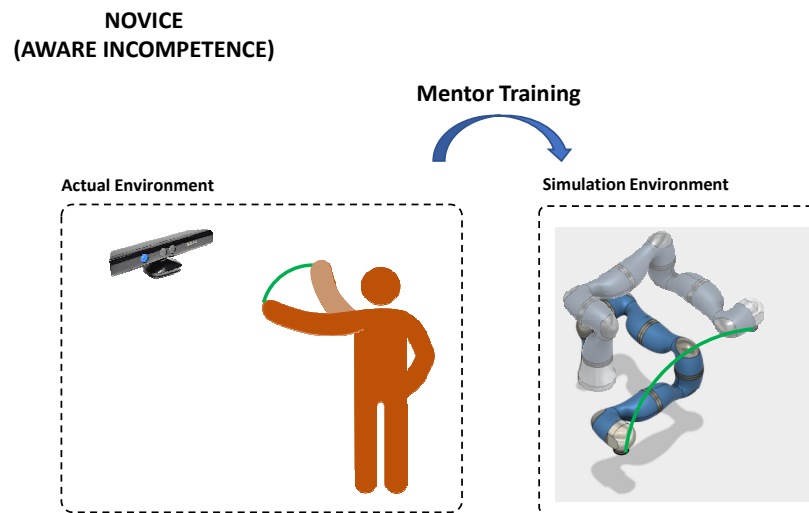 NOVICE
(AWARE INCOMPETENCE)
Mentor Training
Actual Environment
Simulation Environment